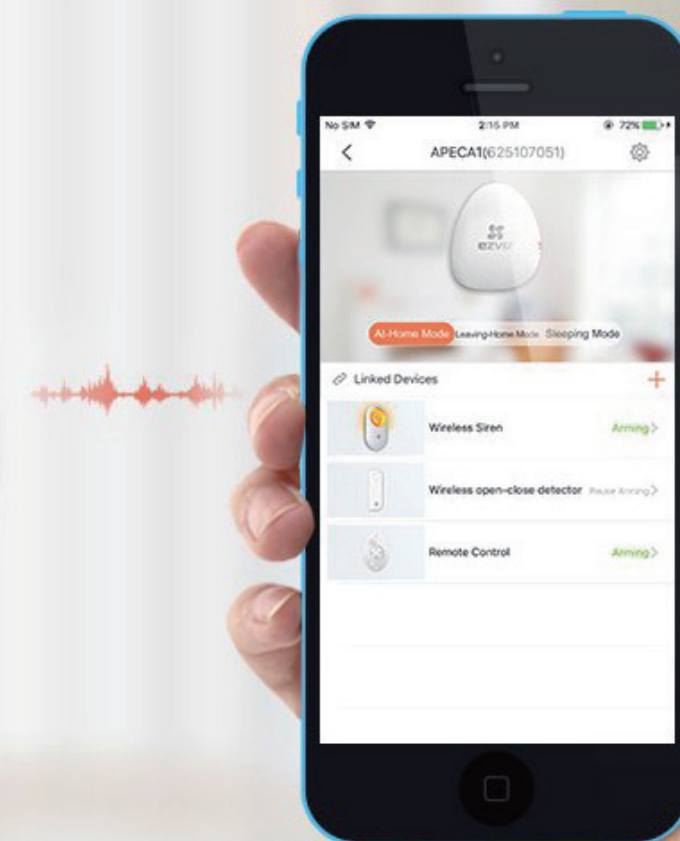 No SIM 2:15 PM 72%
APECA1(625107051)
ezviz
At-Home Mode Leaving-Home Mode Sleeping Mode
Linked Devices
Wireless Siren Arming
Wireless open-close detector Pause Arming
Remote Control Arming